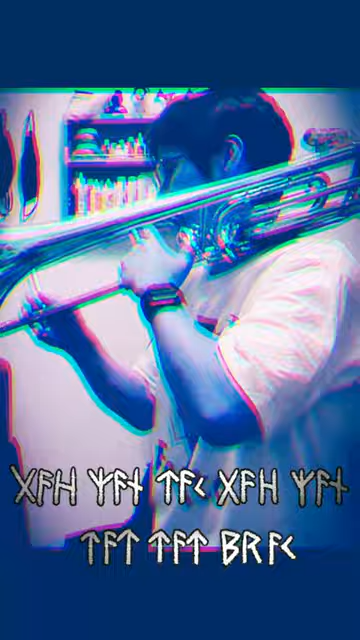 ᚷᚨᚺ ᛉᚨᚾ ᛏᚨᚲ ᚷᚨᚺ ᛉᚨᚾ
ᛏᚨᛏ ᛏᚨᛏ ᛒᚱᚨᚲ